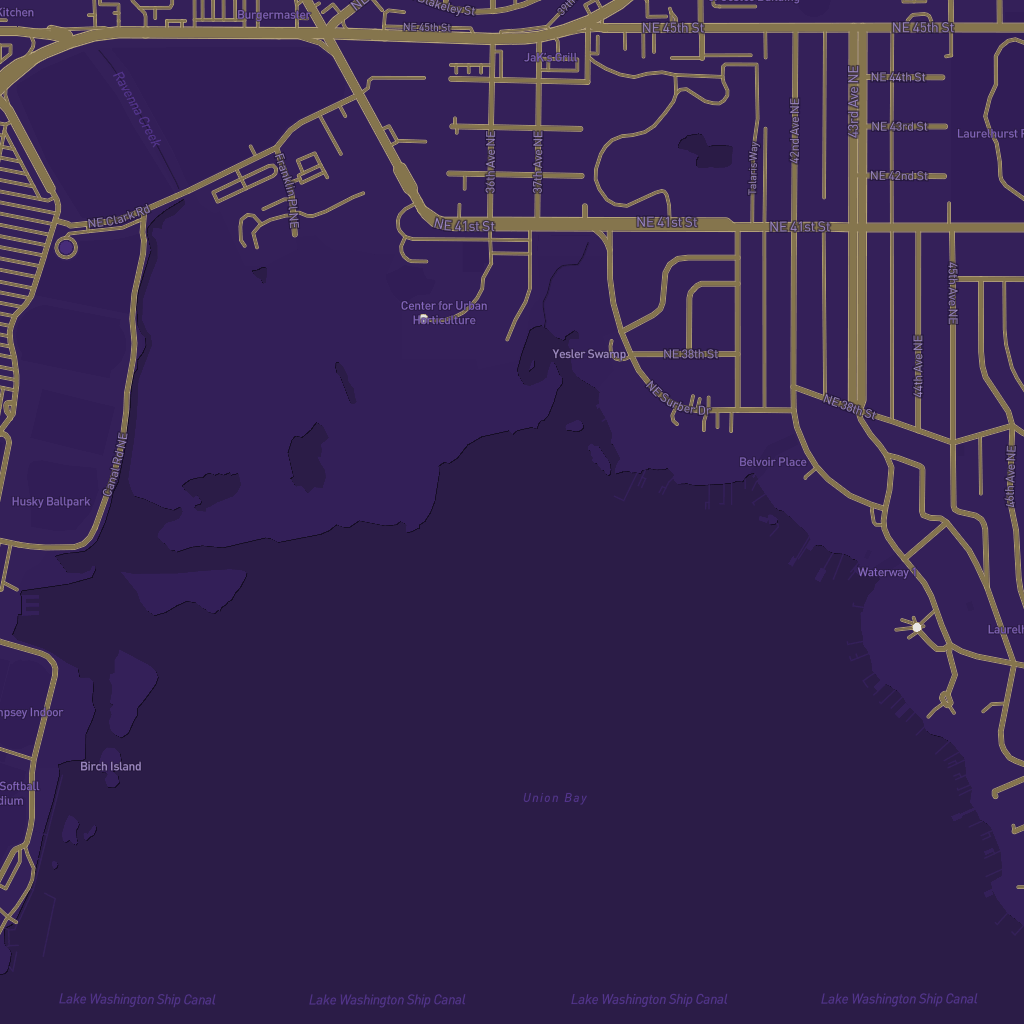 Kitchen
Burgermaster
Blakeley St
39th
NE 45th St
NE 45th St
NE 45th St
Jak's Grill
Ravenna Creek
NE 44th St
43rd Ave NE
42nd Ave NE
NE 43rd St
Laurelhurst
36th Ave NE
37th Ave NE
Talaris Ways
NE 42nd St
Franklin Pl NE
NE Clark Rd
NE 41st St
NE 41st St
NE 41st St
45th Ave NE
Center for Urban
Horticulture
Yesler Swamp
NE 38th St
44th Ave NE
NE Surber Dr
NE 38th St
Canal Rd NE
Belvoir Place
46th Ave NE
Husky Ballpark
Waterway 1
Laurelh
mpsey Indoor
Birch Island
Softball
dium
Union Bay
Lake Washington Ship Canal
Lake Washington Ship Canal
Lake Washington Ship Canal
Lake Washington Ship Canal